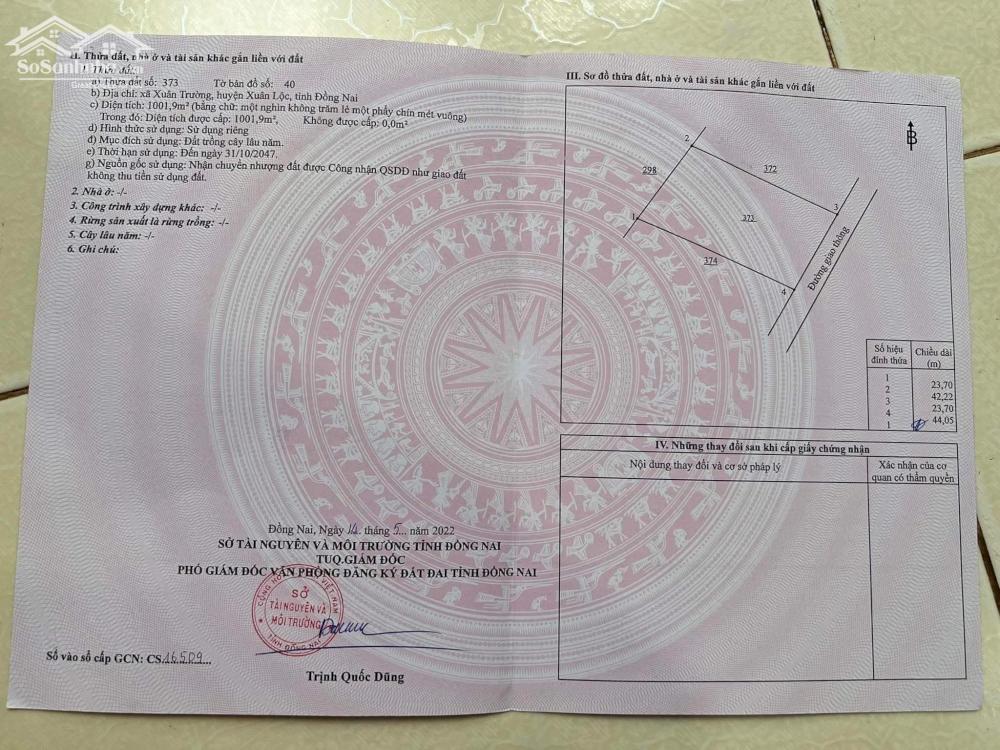 SoSanhnha.com
II. Thửa đất, nhà ở và tài sản khác gắn liền với đất
1. Thửa đất:
a) Thửa đất số: 373 Tờ bản đồ số: 40
b) Địa chỉ: xã Xuân Trường, huyện Xuân Lộc, tỉnh Đồng Nai
c) Diện tích: 1001,9m² (bằng chữ: một nghìn không trăm lẻ một phẩy chín mét vuông)
Trong đó: Diện tích được cấp: 1001,9m², Không được cấp: 0,0m²
d) Hình thức sử dụng: Sử dụng riêng
đ) Mục đích sử dụng: Đất trồng cây lâu năm.
e) Thời hạn sử dụng: Đến ngày 31/10/2047.
g) Nguồn gốc sử dụng: Nhận chuyển nhượng đất được Công nhận QSDĐ như giao đất
không thu tiền sử dụng đất.
2. Nhà ở: -/-
3. Công trình xây dựng khác: -/-
4. Rừng sản xuất là rừng trồng: -/-
5. Cây lâu năm: -/-
6. Ghi chú:
Đồng Nai, Ngày 14 tháng 5 năm 2022
SỞ TÀI NGUYÊN VÀ MÔI TRƯỜNG TỈNH ĐỒNG NAI
TUQ.GIÁM ĐỐC
PHÓ GIÁM ĐỐC VĂN PHÒNG ĐĂNG KÝ ĐẤT ĐAI TỈNH ĐỒNG NAI
SỞ
TÀI NGUYÊN VÀ
MÔI TRƯỜNG
TỈNH ĐỒNG NAI
Số vào sổ cấp GCN: CS.16509...
Trịnh Quốc Dũng
III. Sơ đồ thửa đất, nhà ở và tài sản khác gắn liền với đất
B
2
298
372
1
373
3
374
4
Đường giao thông
Số hiệu đỉnh thửa Chiều dài (m)
1
23,70
2
42,22
3
23,70
4
44,05
1
IV. Những thay đổi sau khi cấp giấy chứng nhận
Nội dung thay đổi và cơ sở pháp lý
Xác nhận của cơ
quan có thẩm quyền